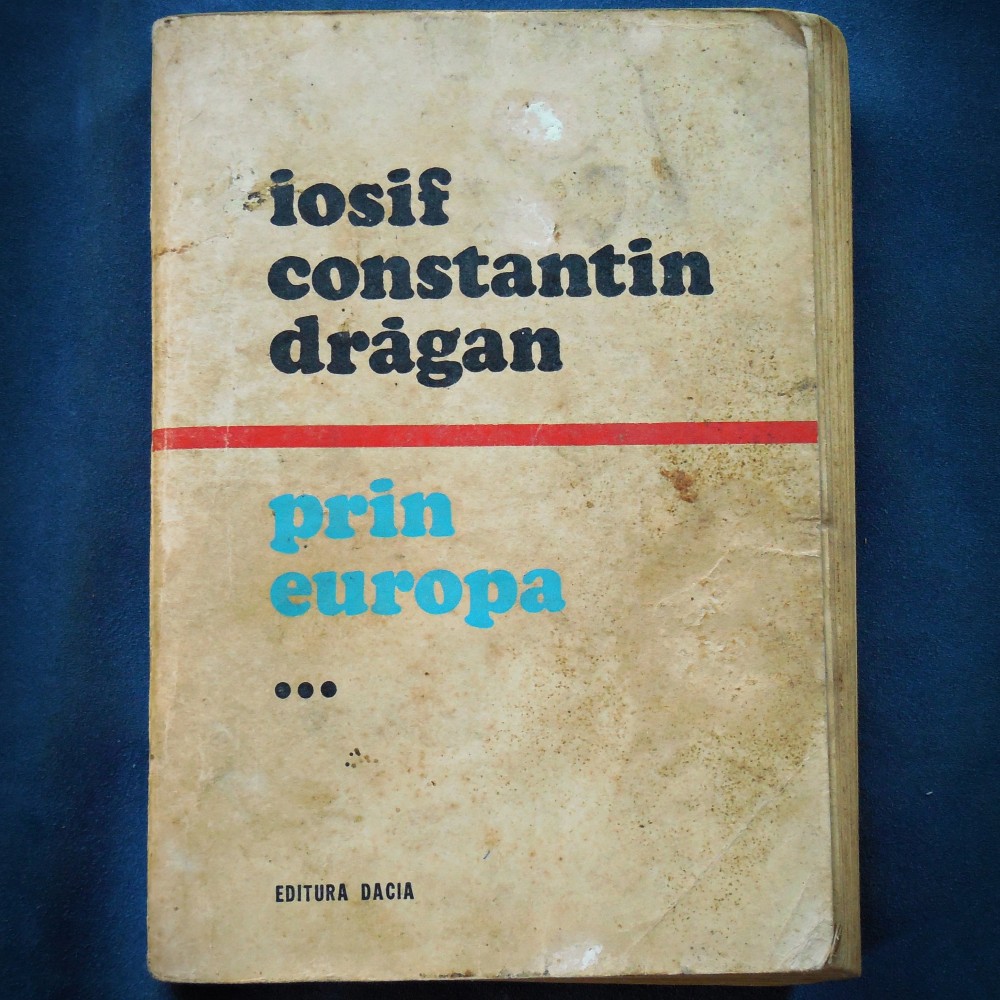 iosif
constantin
drăgan
prin
europa
•••
EDITURA DACIA